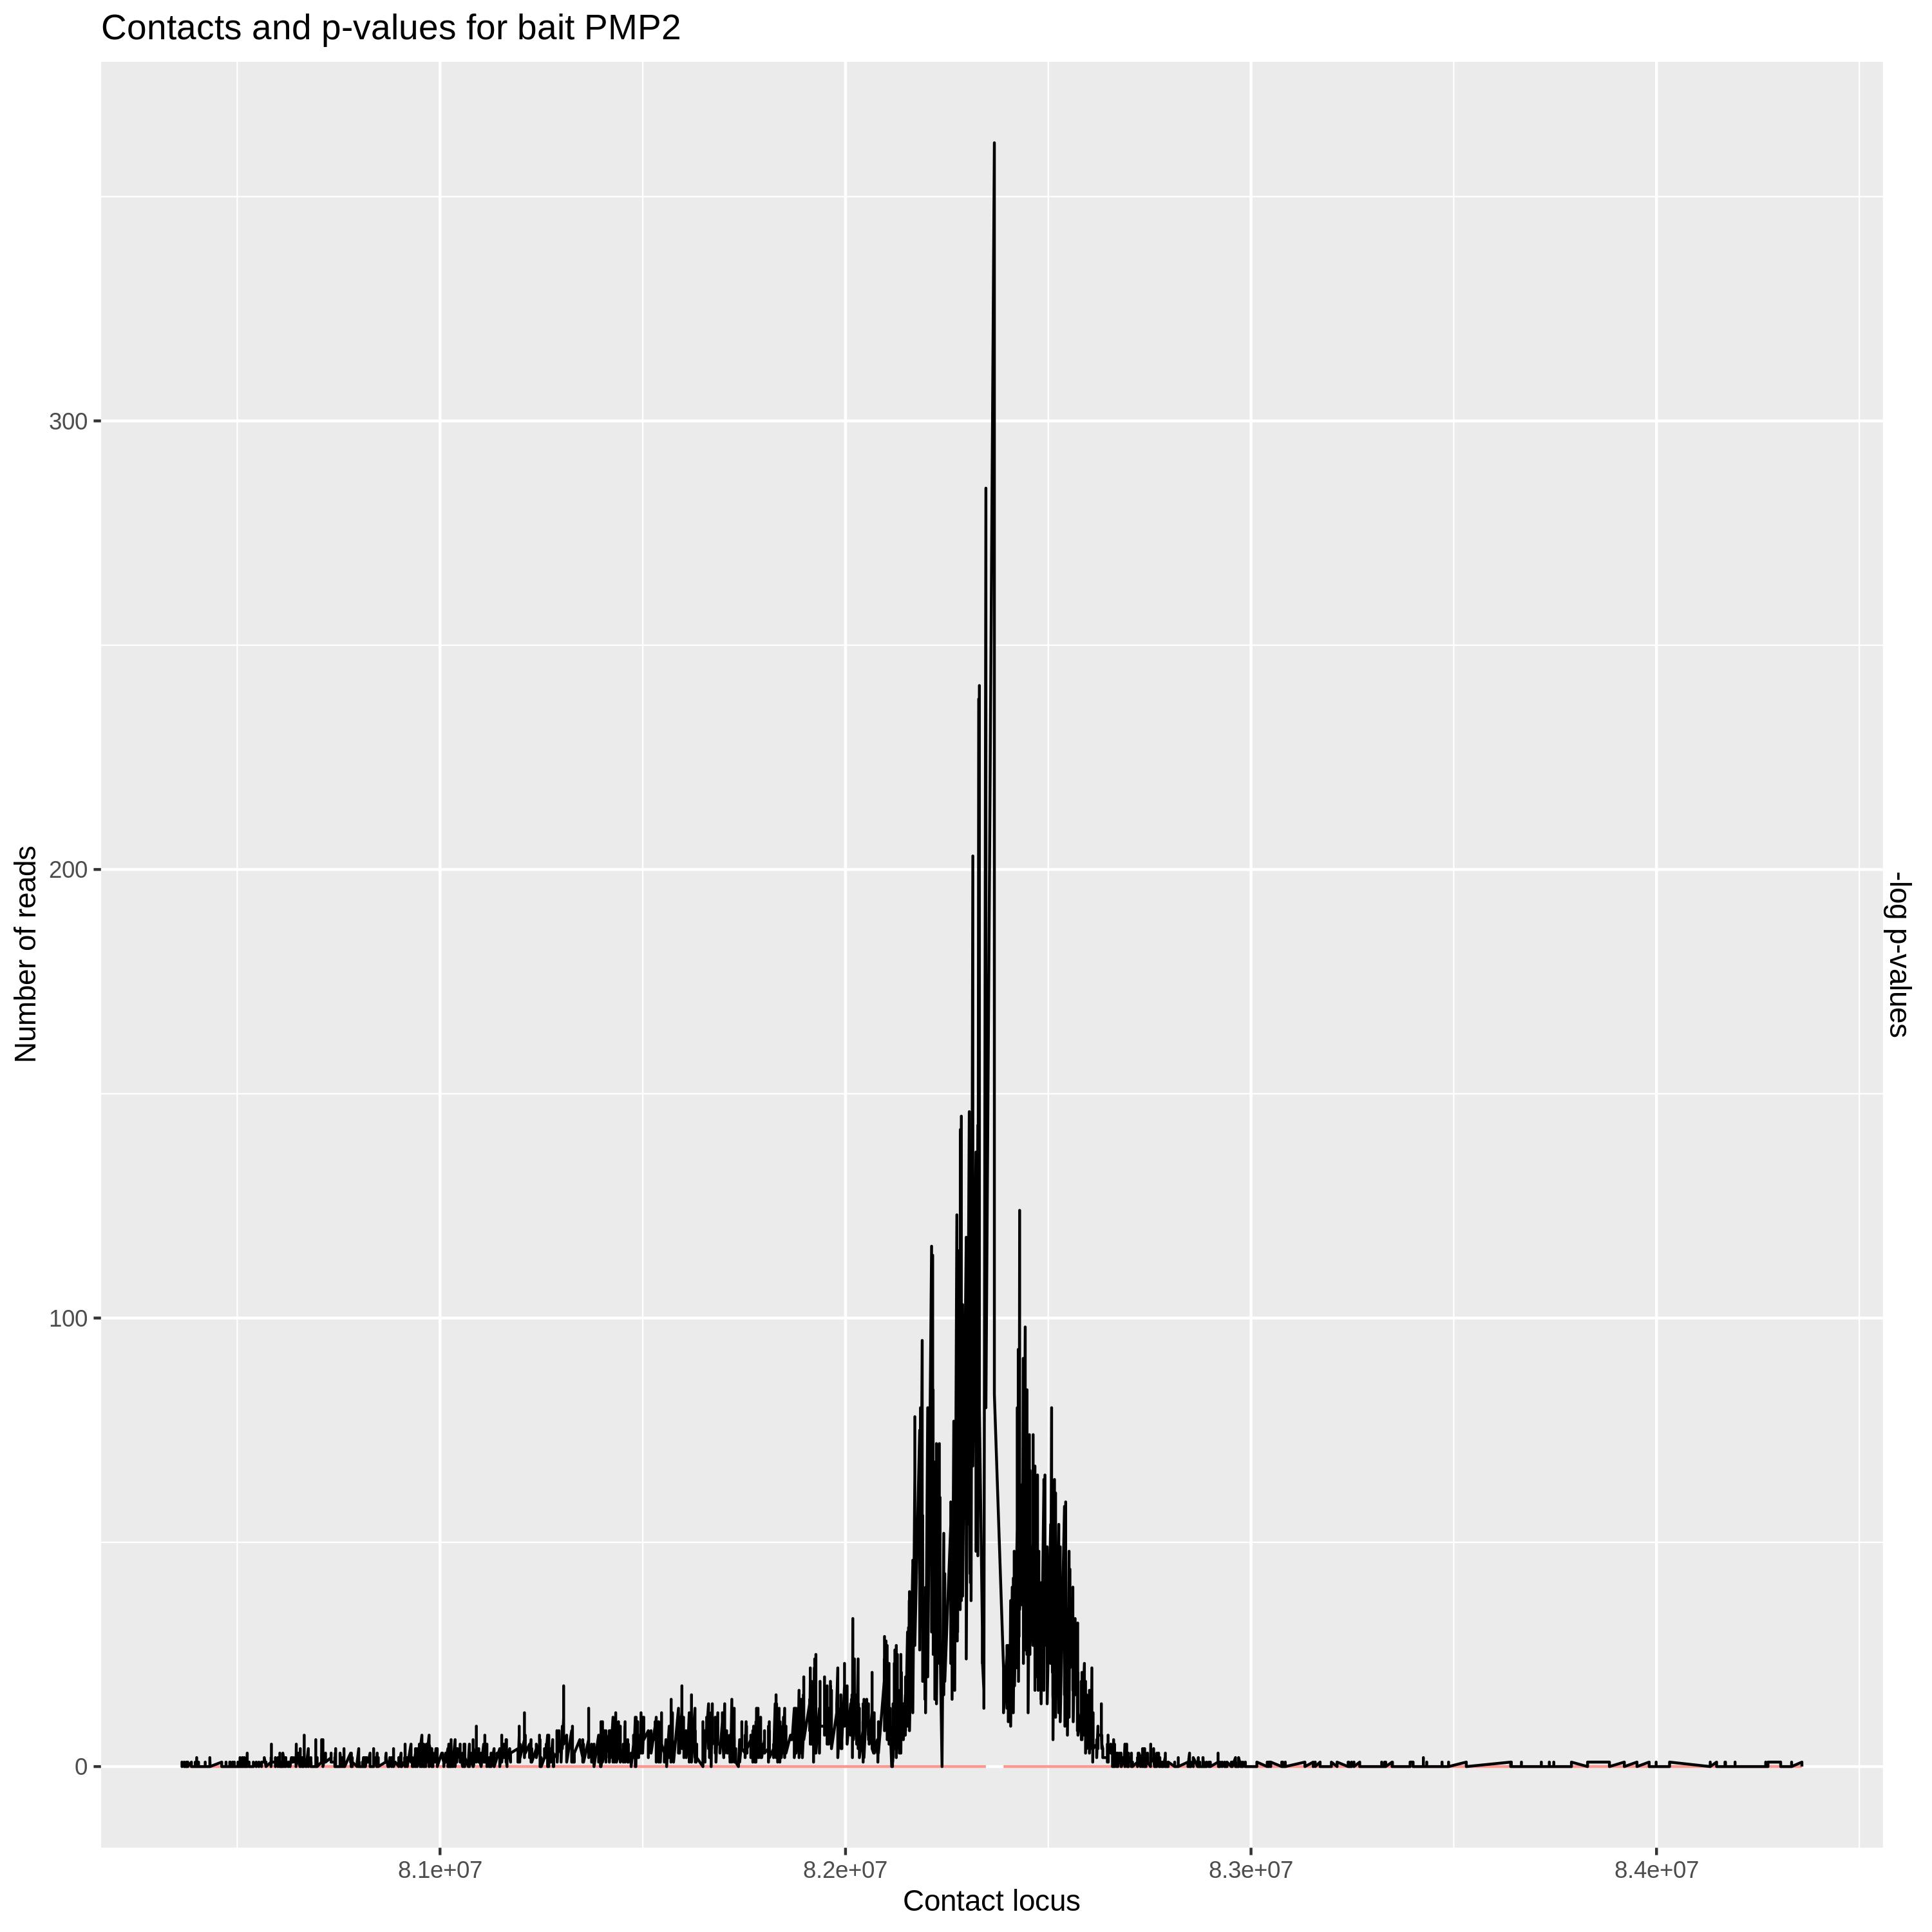 Contacts and p-values for bait PMP2
Number of reads
300
200
100
0
-log p-values
8.1e+07
8.2e+07
8.3e+07
8.4e+07
Contact locus